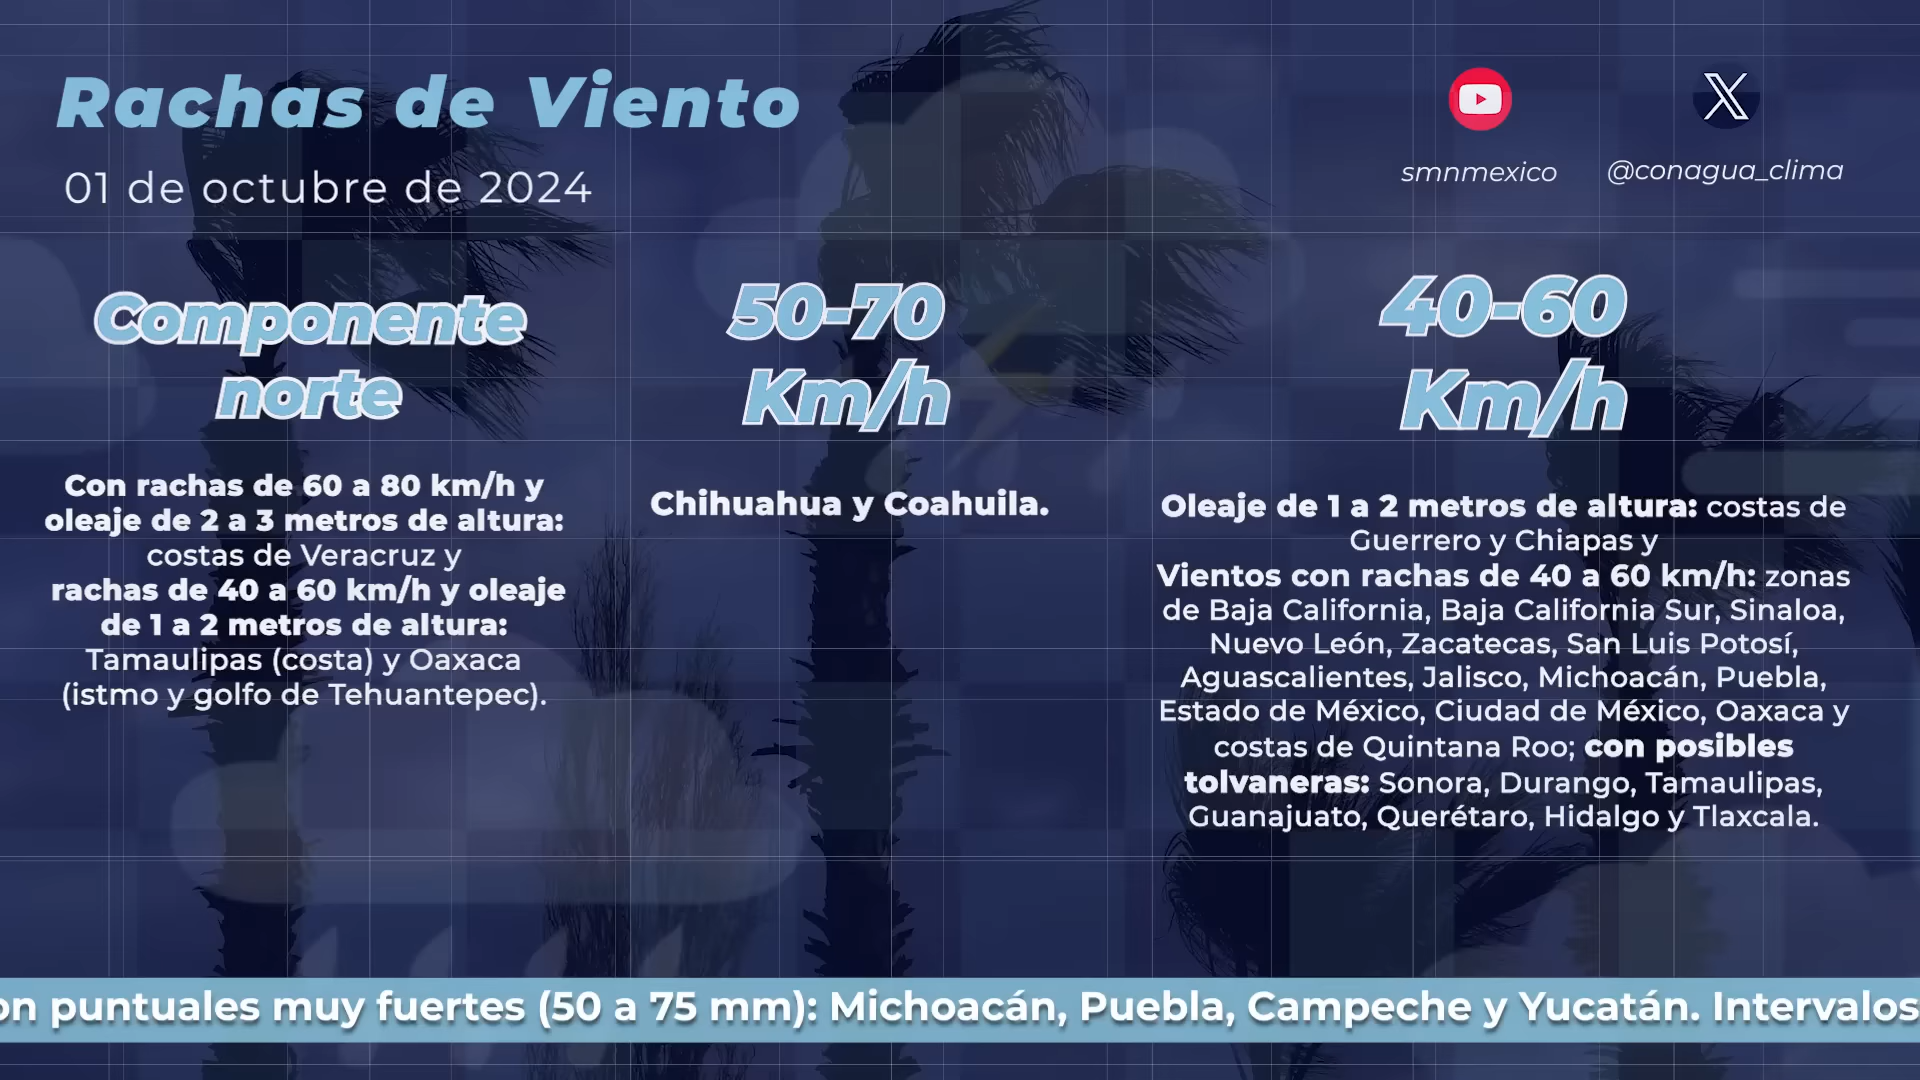 Rachas de Viento
01 de octubre de 2024
smnmexico
@conagua_clima
Componente
norte
Con rachas de 60 a 80 km/h y
oleaje de 2 a 3 metros de altura:
costas de Veracruz y
rachas de 40 a 60 km/h y oleaje
de 1 a 2 metros de altura:
Tamaulipas (costa) y Oaxaca
(istmo y golfo de Tehuantepec).
50-70
Km/h
Chihuahua y Coahuila.
40-60
Km/h
Oleaje de 1 a 2 metros de altura: costas de
Guerrero y Chiapas y
Vientos con rachas de 40 a 60 km/h: zonas
de Baja California, Baja California Sur, Sinaloa,
Nuevo León, Zacatecas, San Luis Potosí,
Aguascalientes, Jalisco, Michoacán, Puebla,
Estado de México, Ciudad de México, Oaxaca y
costas de Quintana Roo; con posibles
tolvaneras: Sonora, Durango, Tamaulipas,
Guanajuato, Querétaro, Hidalgo y Tlaxcala.
on puntuales muy fuertes (50 a 75 mm): Michoacán, Puebla, Campeche y Yucatán. Intervalos